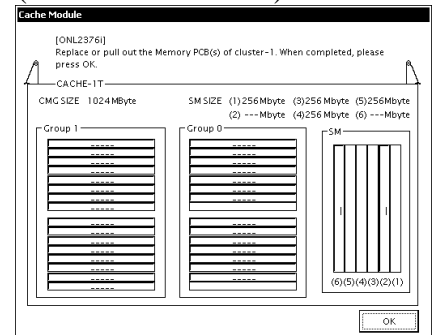 Cache Module
[ONL2376i]
Replace or pull out the Memory PCB(s) of cluster-1. When completed, please
press OK.
CACHE-1T
CMG SIZE 1024 MByte SM SIZE (1)256Mbyte (3)256 Mbyte (5)256Mbyte
(2) ---Mbyte (4)256 Mbyte (6) ---Mbyte
Group 1 Group 0 SM
(6)(5)(4)(3)(2)(1)
OK